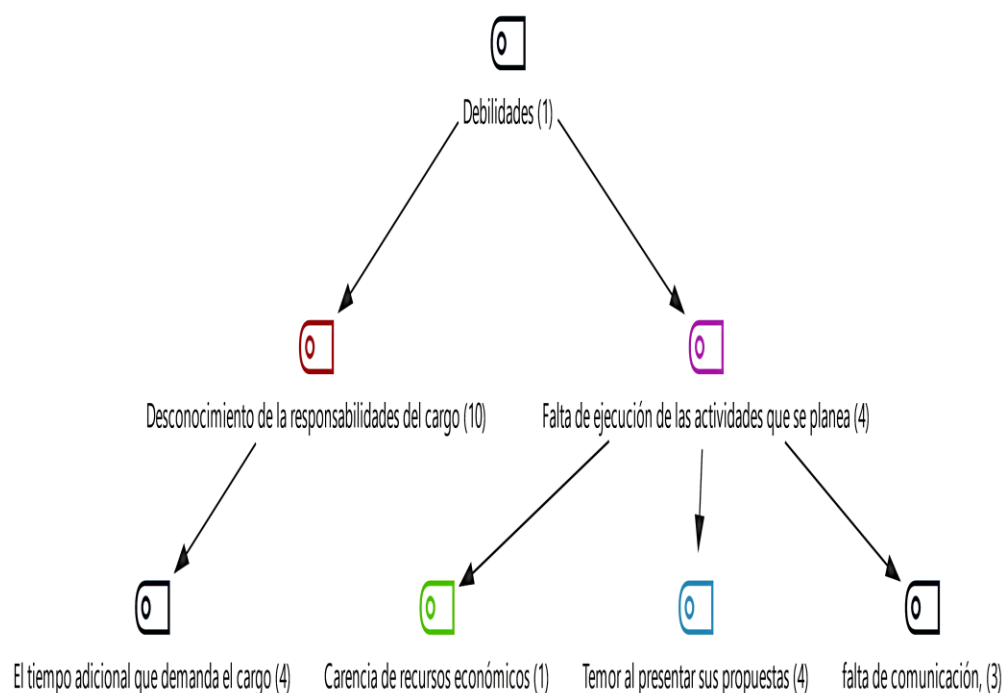 Debilidades (1)
Desconocimiento de la responsabilidades del cargo (10)
Falta de ejecución de las actividades que se planea (4)
El tiempo adicional que demanda el cargo (4)
Carencia de recursos económicos (1)
Temor al presentar sus propuestas (4)
falta de comunicación, (3)